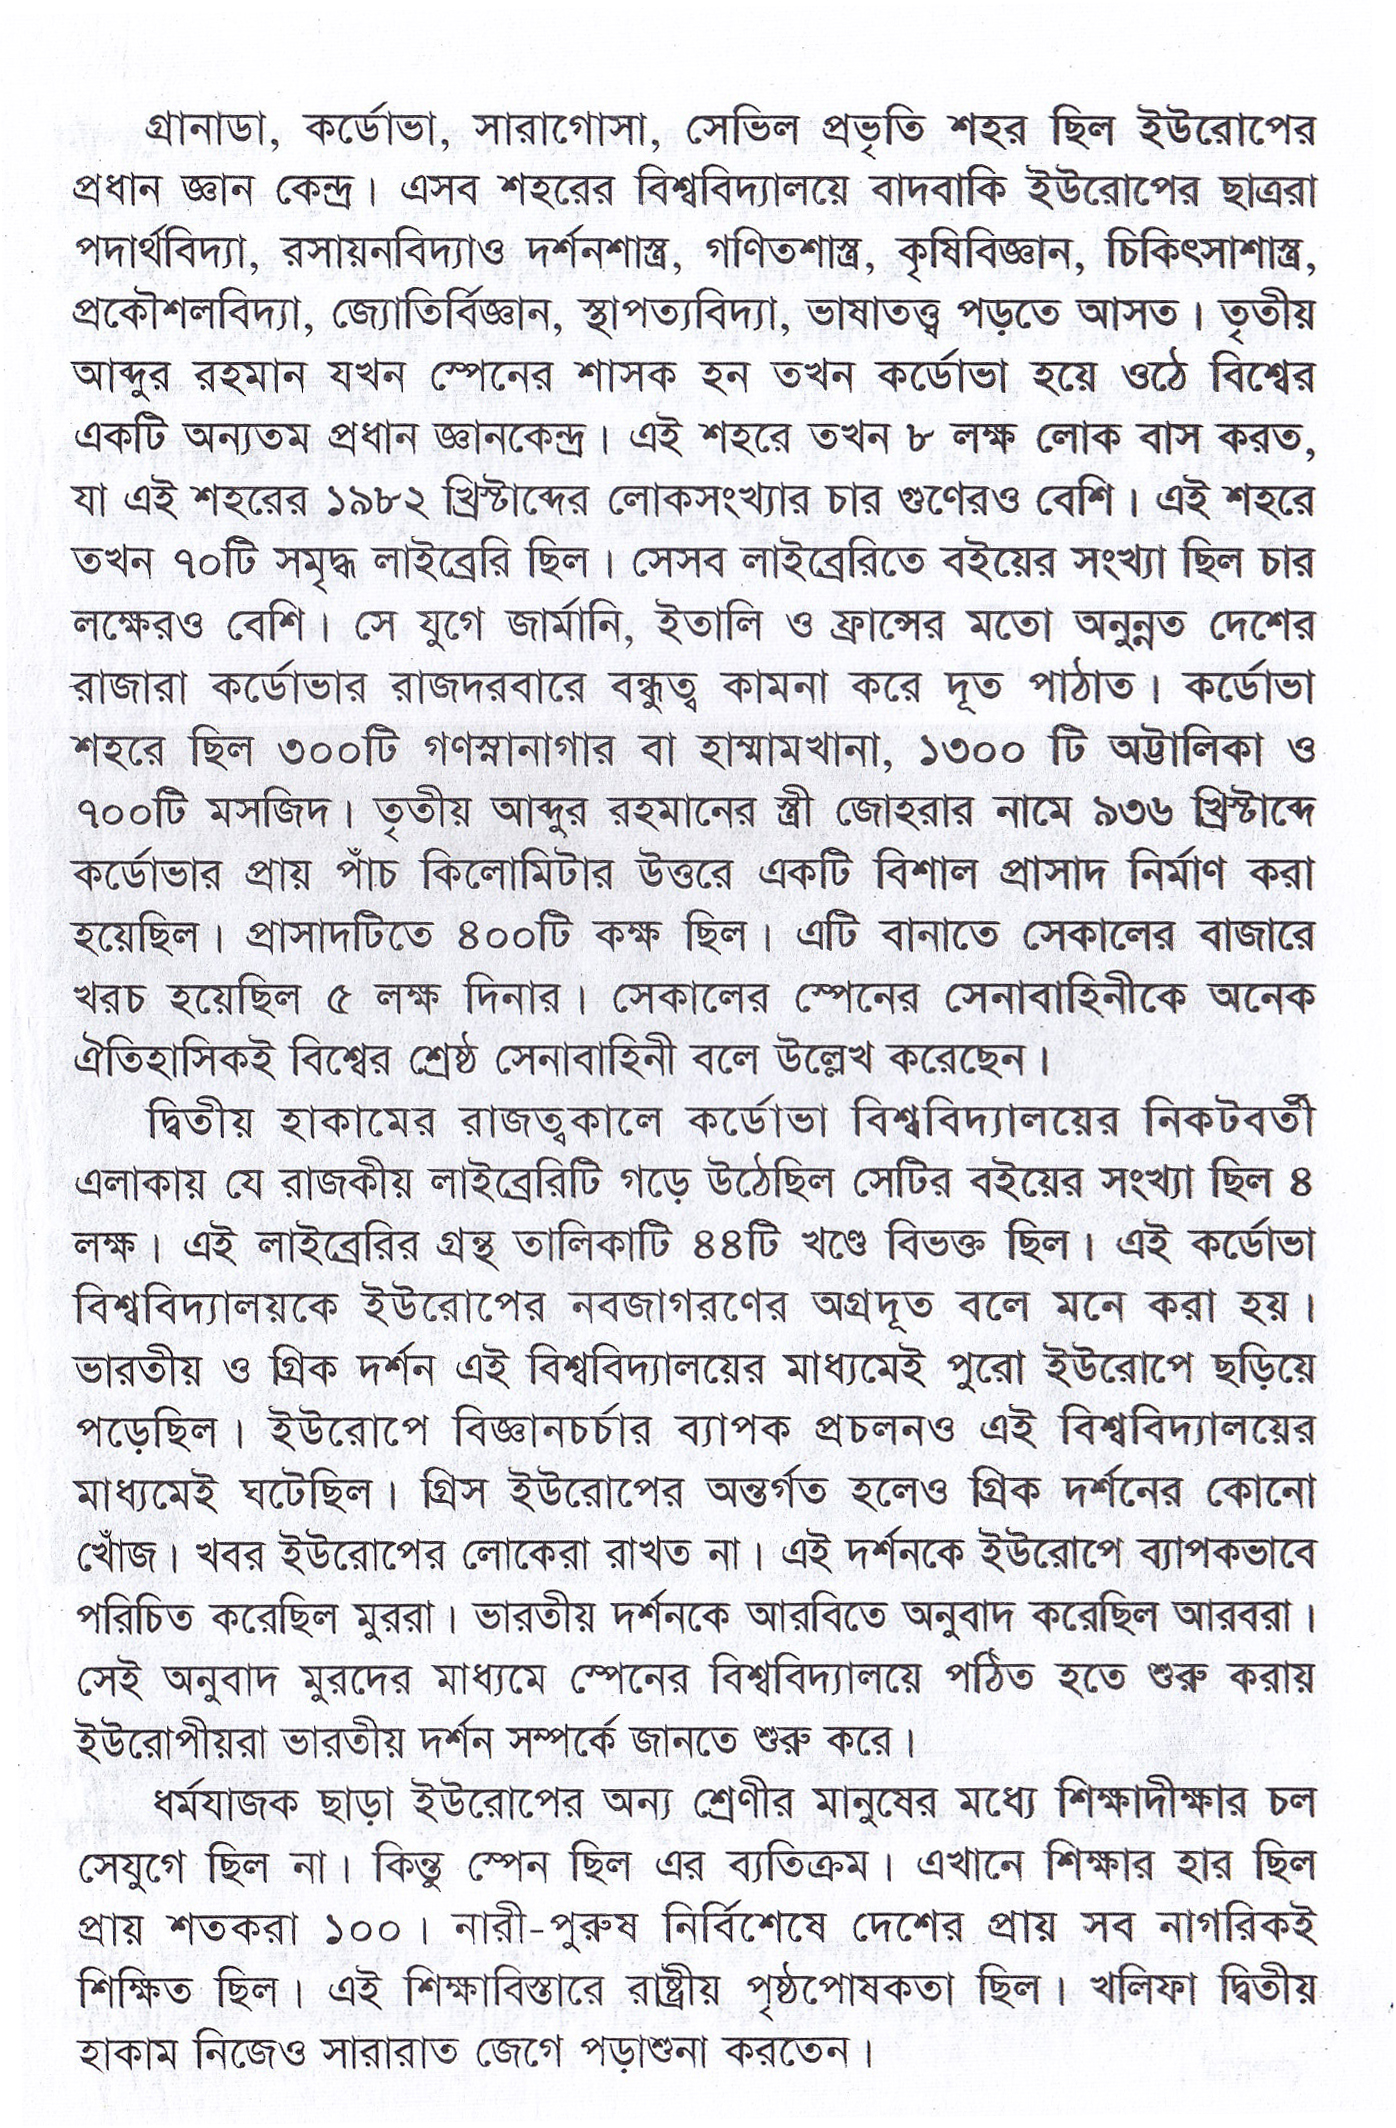 গ্রানাডা, কর্ডোভা, সারাগোসা, সেভিল প্রভৃতি শহর ছিল ইউরোপের
প্রধান জ্ঞান কেন্দ্র। এসব শহরের বিশ্ববিদ্যালয়ে বাদবাকি ইউরোপের ছাত্ররা
পদার্থবিদ্যা, রসায়নবিদ্যাও দর্শনশাস্ত্র, গণিতশাস্ত্র, কৃষিবিজ্ঞান, চিকিৎসাশাস্ত্র,
প্রকৌশলবিদ্যা, জ্যোতির্বিজ্ঞান, স্থাপত্যবিদ্যা, ভাষাতত্ত্ব পড়তে আসত। তৃতীয়
আব্দুর রহমান যখন স্পেনের শাসক হন তখন কর্ডোভা হয়ে ওঠে বিশ্বের
একটি অন্যতম প্রধান জ্ঞানকেন্দ্র। এই শহরে তখন ৮ লক্ষ লোক বাস করত,
যা এই শহরের ১৯৮২ খ্রিস্টাব্দের লোকসংখ্যার চার গুণেরও বেশি। এই শহরে
তখন ৭০টি সমৃদ্ধ লাইব্রেরি ছিল। সেসব লাইব্রেরিতে বইয়ের সংখ্যা ছিল চার
লক্ষেরও বেশি। সে যুগে জার্মানি, ইতালি ও ফ্রান্সের মতো অনুন্নত দেশের
রাজারা কর্ডোভার রাজদরবারে বন্ধুত্ব কামনা করে দূত পাঠাত। কর্ডোভা
শহরে ছিল ৩০০টি গণস্নানাগার বা হাম্মামখানা, ১৩০০ টি অট্টালিকা ও
৭০০টি মসজিদ। তৃতীয় আব্দুর রহমানের স্ত্রী জোহরার নামে ৯৩৬ খ্রিস্টাব্দে
কর্ডোভার প্রায় পাঁচ কিলোমিটার উত্তরে একটি বিশাল প্রাসাদ নির্মাণ করা
হয়েছিল। প্রাসাদটিতে ৪০০টি কক্ষ ছিল। এটি বানাতে সেকালের বাজারে
খরচ হয়েছিল ৫ লক্ষ দিনার। সেকালের স্পেনের সেনাবাহিনীকে অনেক
ঐতিহাসিকই বিশ্বের শ্রেষ্ঠ সেনাবাহিনী বলে উল্লেখ করেছেন।
দ্বিতীয় হাকামের রাজত্বকালে কর্ডোভা বিশ্ববিদ্যালয়ের নিকটবর্তী
এলাকায় যে রাজকীয় লাইব্রেরিটি গড়ে উঠেছিল সেটির বইয়ের সংখ্যা ছিল ৪
লক্ষ। এই লাইব্রেরির গ্রন্থ তালিকাটি ৪৪টি খণ্ডে বিভক্ত ছিল। এই কর্ডোভা
বিশ্ববিদ্যালয়কে ইউরোপের নবজাগরণের অগ্রদূত বলে মনে করা হয়।
ভারতীয় ও গ্রিক দর্শন এই বিশ্ববিদ্যালয়ের মাধ্যমেই পুরো ইউরোপে ছড়িয়ে
পড়েছিল। ইউরোপে বিজ্ঞানচর্চার ব্যাপক প্রচলনও এই বিশ্ববিদ্যালয়ের
মাধ্যমেই ঘটেছিল। গ্রিস ইউরোপের অন্তর্গত হলেও গ্রিক দর্শনের কোনো
খোঁজ। খবর ইউরোপের লোকেরা রাখত না। এই দর্শনকে ইউরোপে ব্যাপকভাবে
পরিচিত করেছিল মুররা। ভারতীয় দর্শনকে আরবিতে অনুবাদ করেছিল আরবরা।
সেই অনুবাদ মুরদের মাধ্যমে স্পেনের বিশ্ববিদ্যালয়ে পঠিত হতে শুরু করায়
ইউরোপীয়রা ভারতীয় দর্শন সম্পর্কে জানতে শুরু করে।
ধর্মযাজক ছাড়া ইউরোপের অন্য শ্রেণীর মানুষের মধ্যে শিক্ষাদীক্ষার চল
সেযুগে ছিল না। কিন্তু স্পেন ছিল এর ব্যতিক্রম। এখানে শিক্ষার হার ছিল
প্রায় শতকরা ১০০। নারী-পুরুষ নির্বিশেষে দেশের প্রায় সব নাগরিকই
শিক্ষিত ছিল। এই শিক্ষাবিস্তারে রাষ্ট্রীয় পৃষ্ঠপোষকতা ছিল। খলিফা দ্বিতীয়
হাকাম নিজেও সারারাত জেগে পড়াশুনা করতেন।